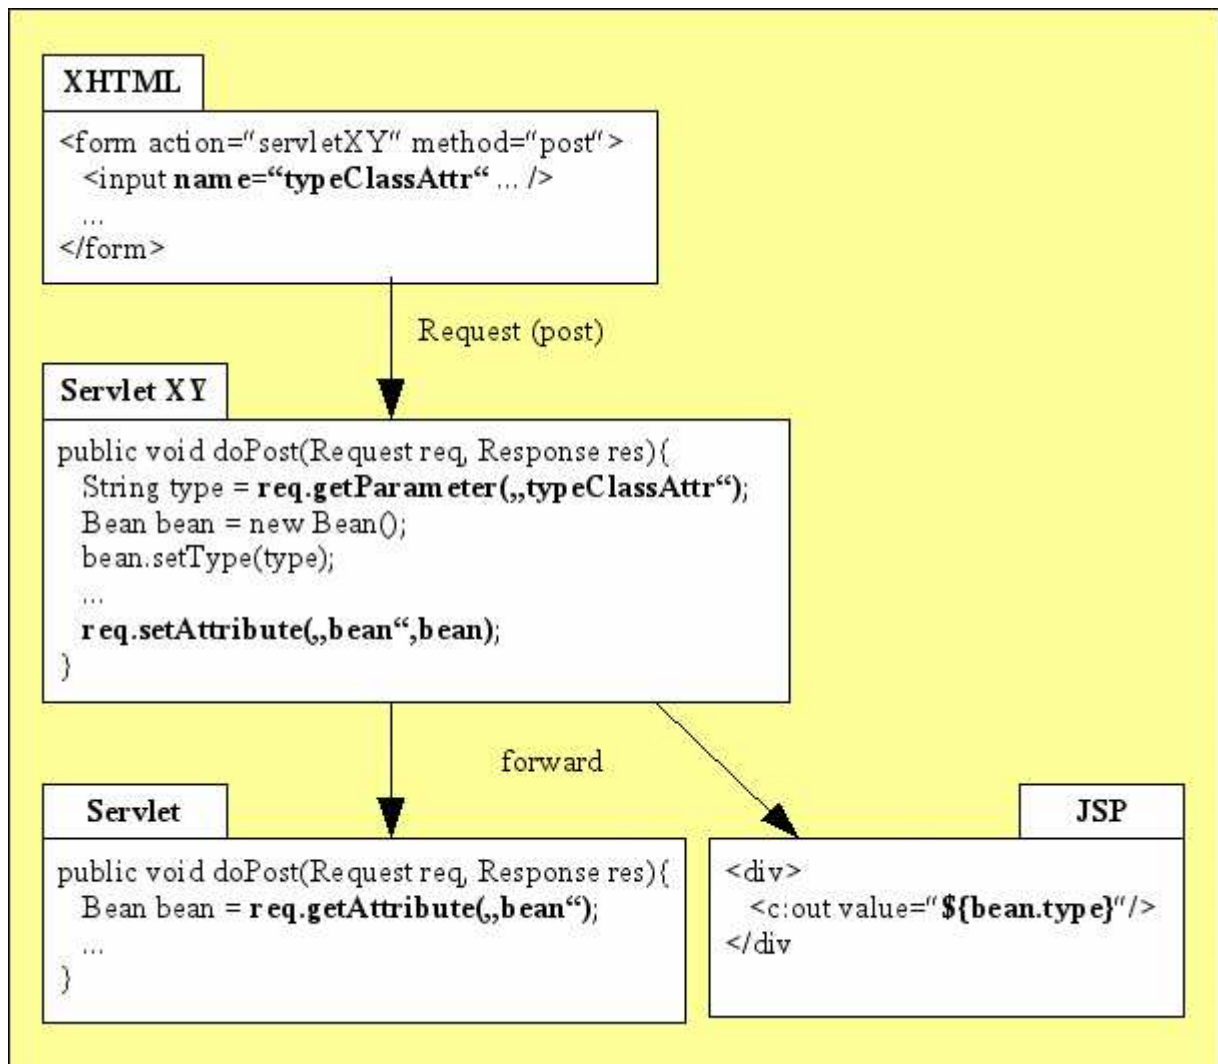 XHTML
<form action="servletXY" method="post">
<input name=“typeClassAttr“ ... />
...
</form>
Request (post)
Servlet XY
public void doPost(Request req, Response res){
String type = req.getParameter(„typeClassAttr“);
Bean bean = new Bean();
bean.setType(type);
...
req.setAttribute(„bean“,bean);
}
forward
Servlet
public void doPost(Request req, Response res){
Bean bean = req.getAttribute(„bean“);
...
}
JSP
<div>
<c:out value="${bean.type}"/>
</div